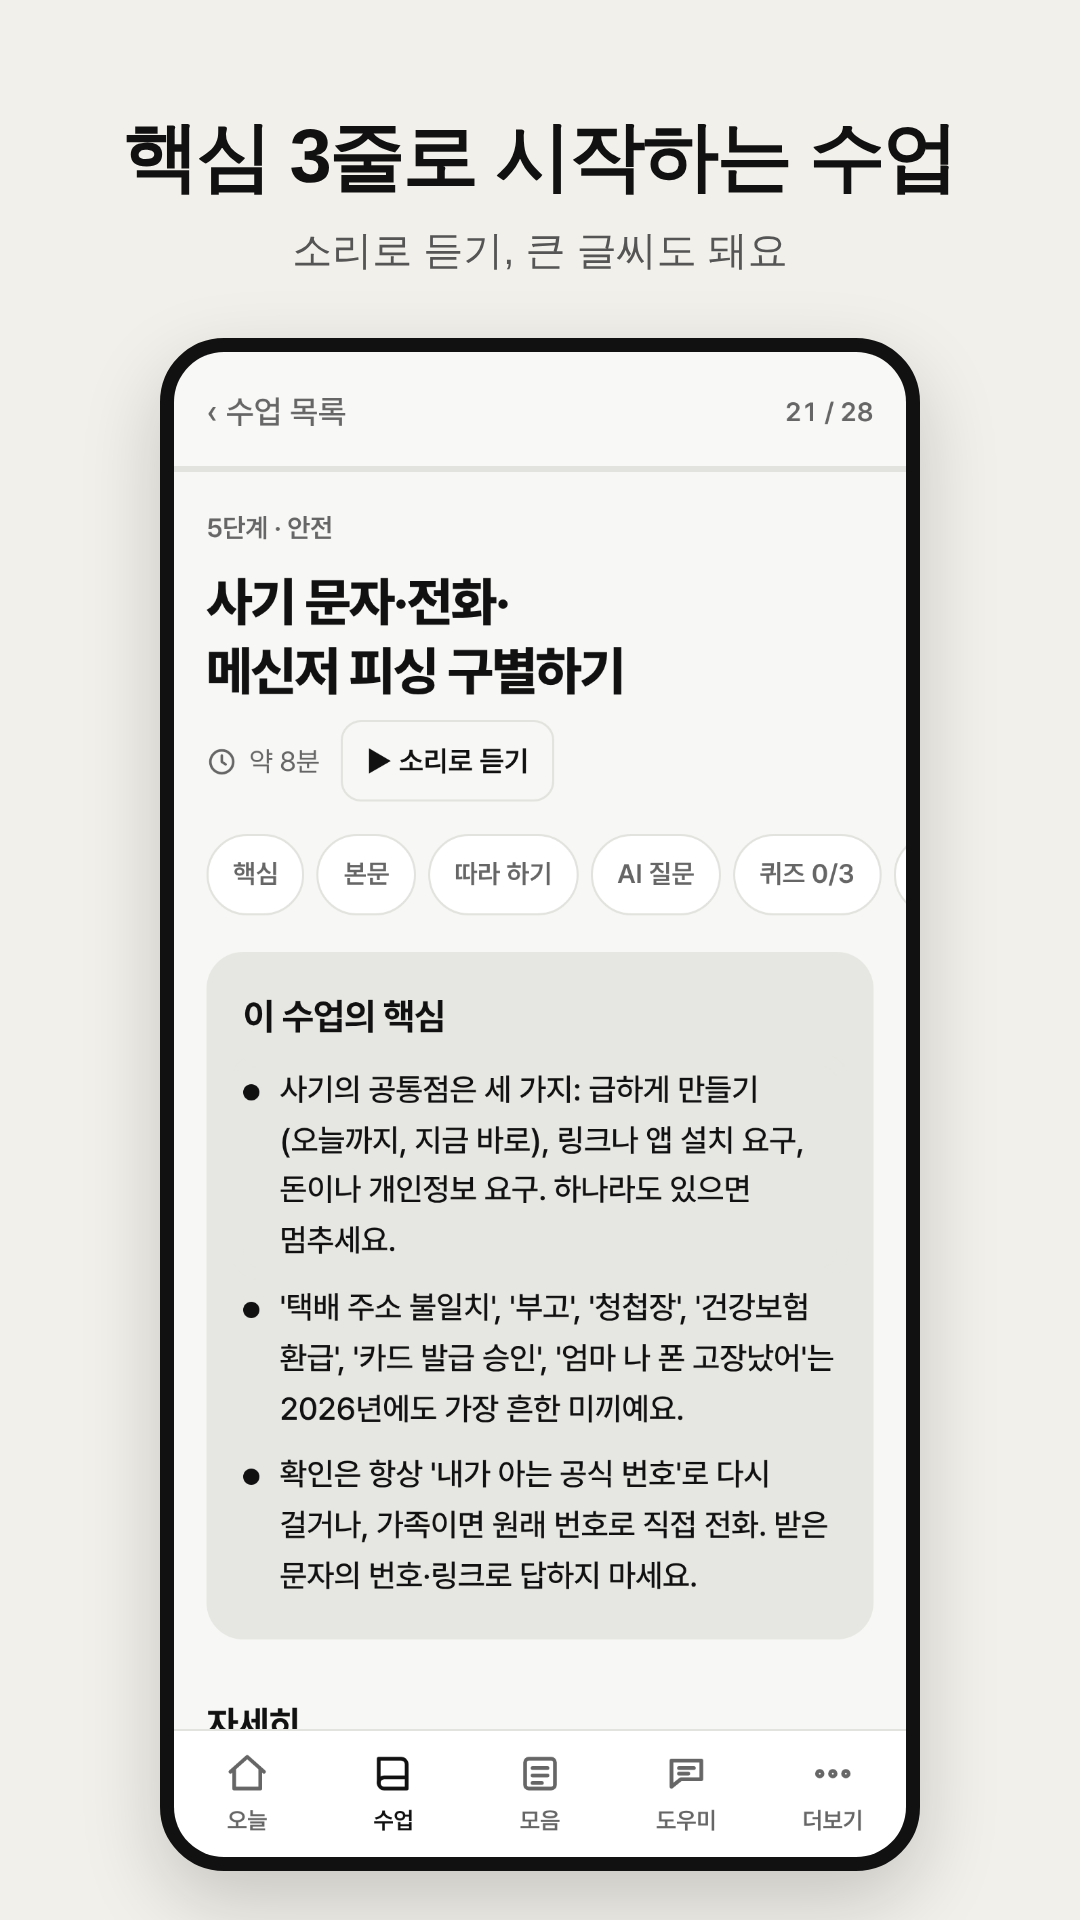 핵심 3줄로 시작하는 수업
소리로 듣기, 큰 글씨도 돼요
‹ 수업 목록
21 / 28
5단계 · 안전
사기 문자·전화·
메신저 피싱 구별하기
약 8분
▶ 소리로 듣기
핵심
본문
따라 하기
AI 질문
퀴즈 0/3
이 수업의 핵심
● 사기의 공통점은 세 가지: 급하게 만들기
(오늘까지, 지금 바로), 링크나 앱 설치 요구,
돈이나 개인정보 요구. 하나라도 있으면
멈추세요.
● '택배 주소 불일치', '부고', '청첩장', '건강보험
환급', '카드 발급 승인', '엄마 나 폰 고장났어'는
2026년에도 가장 흔한 미끼예요.
● 확인은 항상 '내가 아는 공식 번호'로 다시
걸거나, 가족이면 원래 번호로 직접 전화. 받은
문자의 번호·링크로 답하지 마세요.
자세히
오늘
수업
모음
도우미
더보기